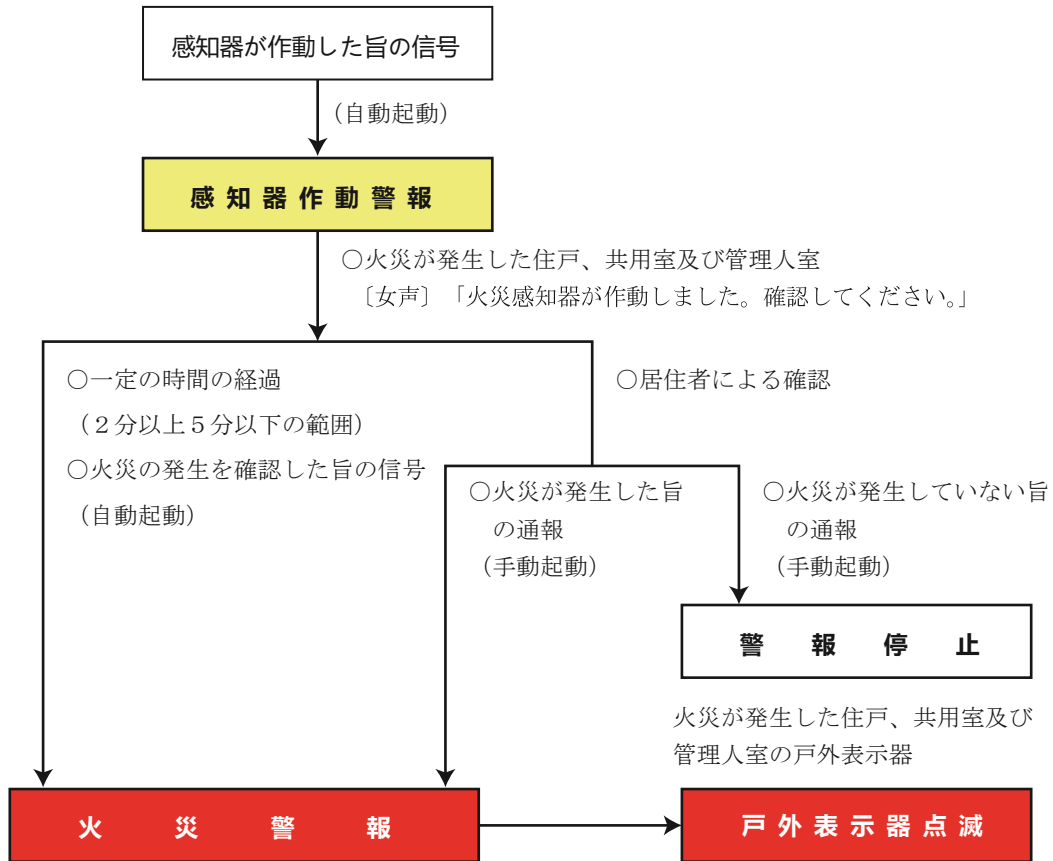 感知器が作動した旨の信号
（自動起動）
感知器作動警報
○火災が発生した住戸、共用室及び管理人室
〔女声〕「火災感知器が作動しました。確認してください。」
○一定の時間の経過
（２分以上５分以下の範囲）
○火災の発生を確認した旨の信号
（自動起動）
○居住者による確認
○火災が発生した旨
の通報
（手動起動）
○火災が発生していない旨
の通報
（手動起動）
警報停止
火災が発生した住戸、共用室及び
管理人室の戸外表示器
火災警報
戸外表示器点滅